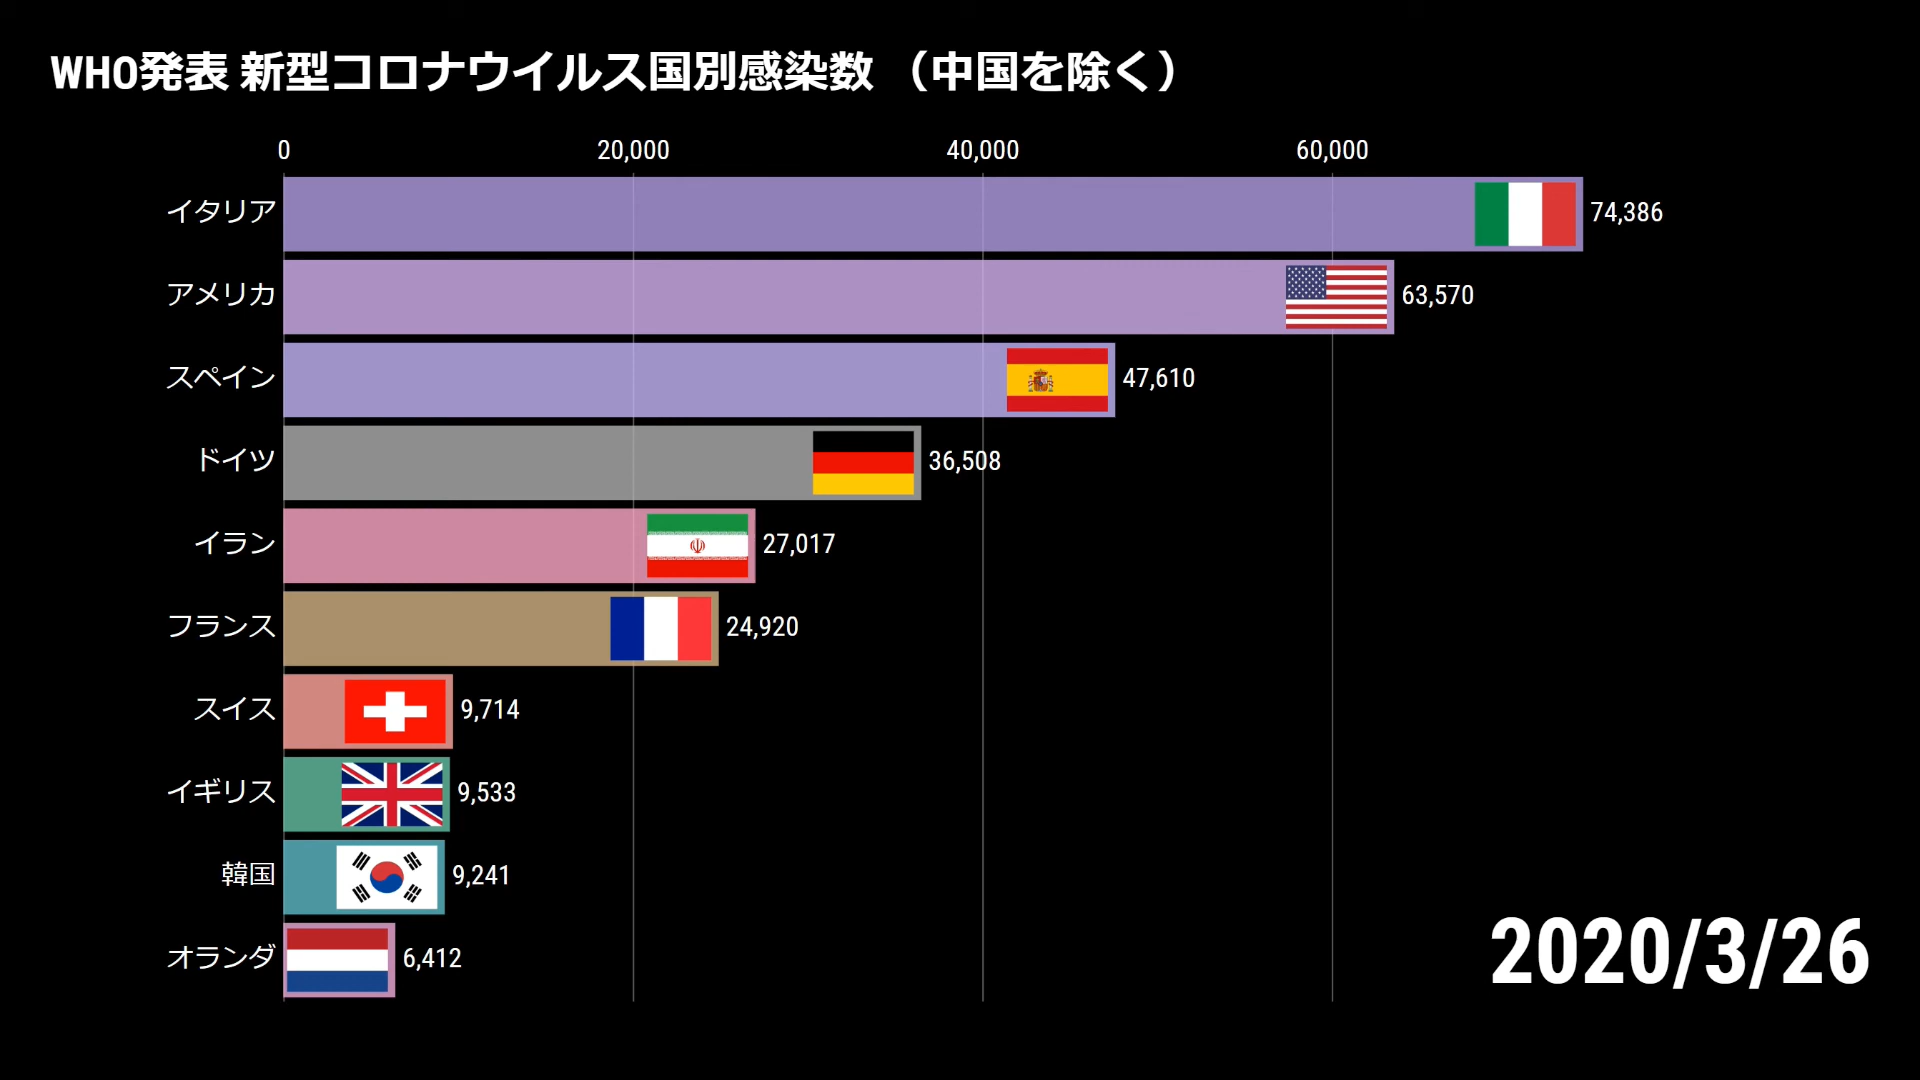 WHO発表 新型コロナウイルス国別感染数 （中国を除く）
0 20,000 40,000 60,000
イタリア 74,386
アメリカ 63,570
スペイン 47,610
ドイツ 36,508
イラン 27,017
フランス 24,920
スイス 9,714
イギリス 9,533
韓国 9,241
オランダ 6,412
2020/3/26